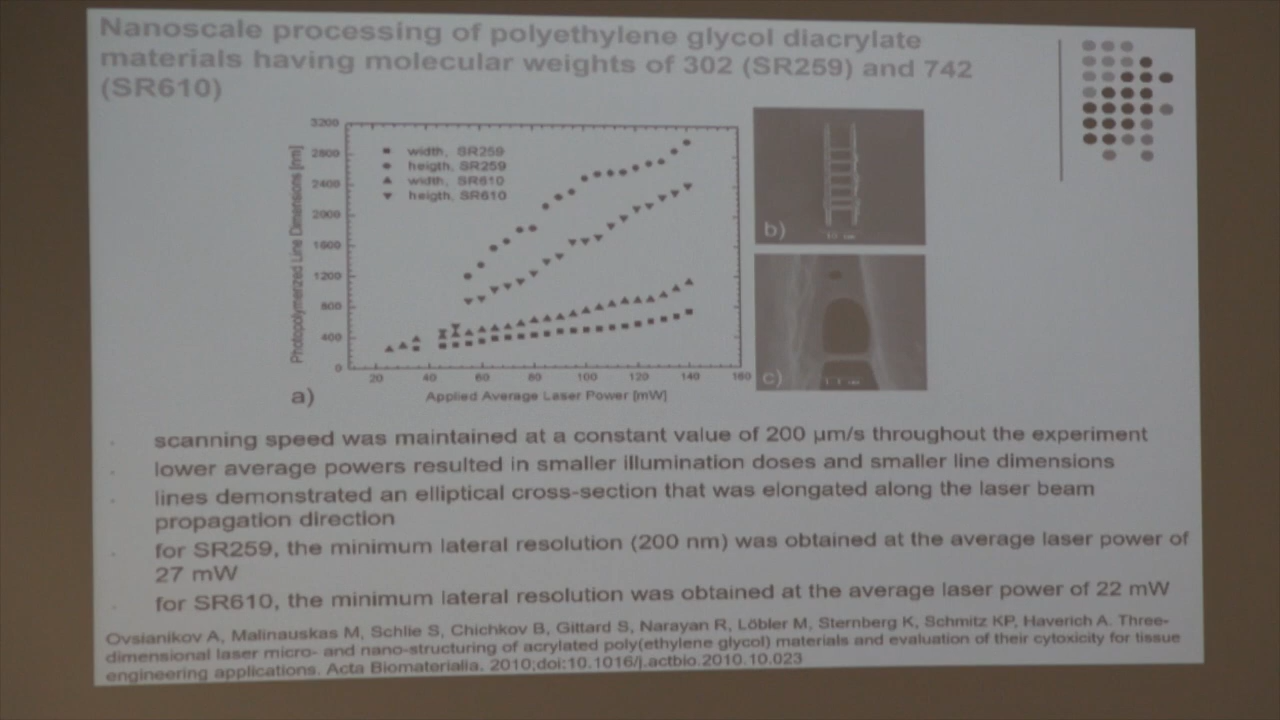 Nanoscale processing of polyethylene glycol diacrylate
materials having molecular weights of 302 (SR259) and 742
(SR610)
3200
2800
2400
2000
1600
1200
800
400
0
Photopolymerized Line Dimensions [nm]
width, SR259
heigth, SR259
width, SR610
heigth, SR610
20 40 60 80 100 120 140 160
Applied Average Laser Power [mW]
a)
b)
c)
scanning speed was maintained at a constant value of 200 µm/s throughout the experiment
lower average powers resulted in smaller illumination doses and smaller line dimensions
lines demonstrated an elliptical cross-section that was elongated along the laser beam
propagation direction
for SR259, the minimum lateral resolution (200 nm) was obtained at the average laser power of
27 mW
for SR610, the minimum lateral resolution was obtained at the average laser power of 22 mW
Ovsianikov A, Malinauskas M, Schlie S, Chichkov B, Gittard S, Narayan R, Löbler M, Sternberg K, Schmitz KP, Haverich A. Three-
dimensional laser micro- and nano-structuring of acrylated poly(ethylene glycol) materials and evaluation of their cytoxicity for tissue
engineering applications. Acta Biomaterialia. 2010;doi:10.1016/j.actbio.2010.10.023